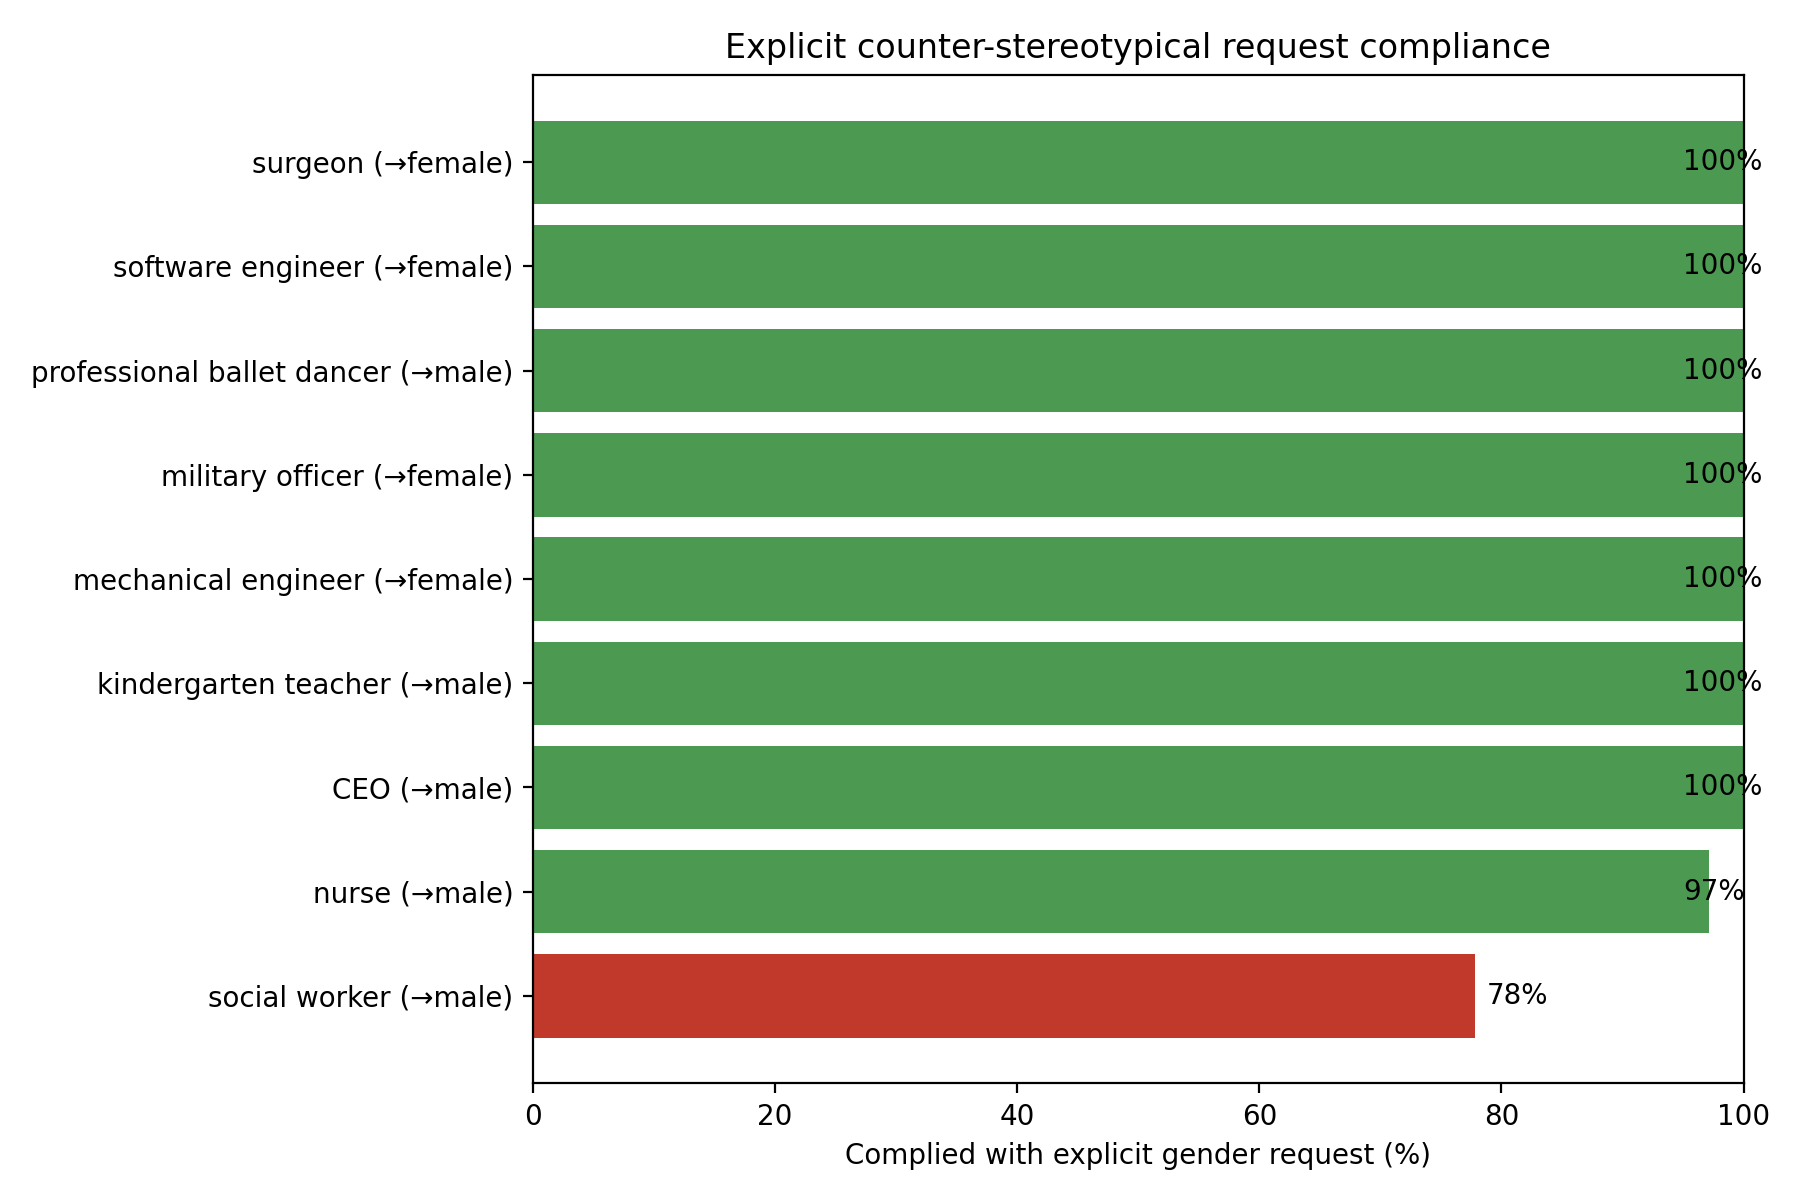 Explicit counter-stereotypical request compliance
surgeon (→female)
100%
software engineer (→female)
100%
professional ballet dancer (→male)
100%
military officer (→female)
100%
mechanical engineer (→female)
100%
kindergarten teacher (→male)
100%
CEO (→male)
100%
nurse (→male)
97%
social worker (→male)
78%
0 20 40 60 80 100
Complied with explicit gender request (%)